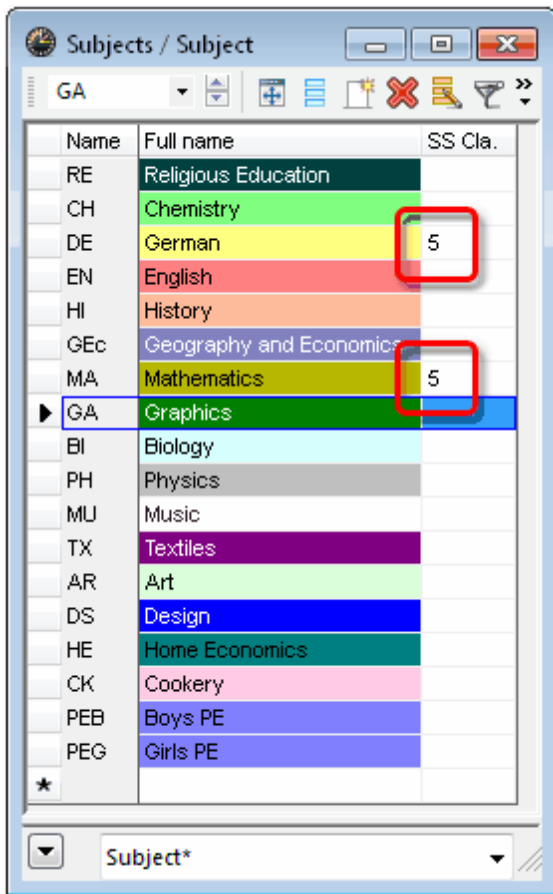 Subjects / Subject
GA
Name Full name SS Cla.
RE Religious Education
CH Chemistry
DE German 5
EN English
HI History
GEc Geography and Economics
MA Mathematics 5
GA Graphics
BI Biology
PH Physics
MU Music
TX Textiles
AR Art
DS Design
HE Home Economics
CK Cookery
PEB Boys PE
PEG Girls PE
Subject*